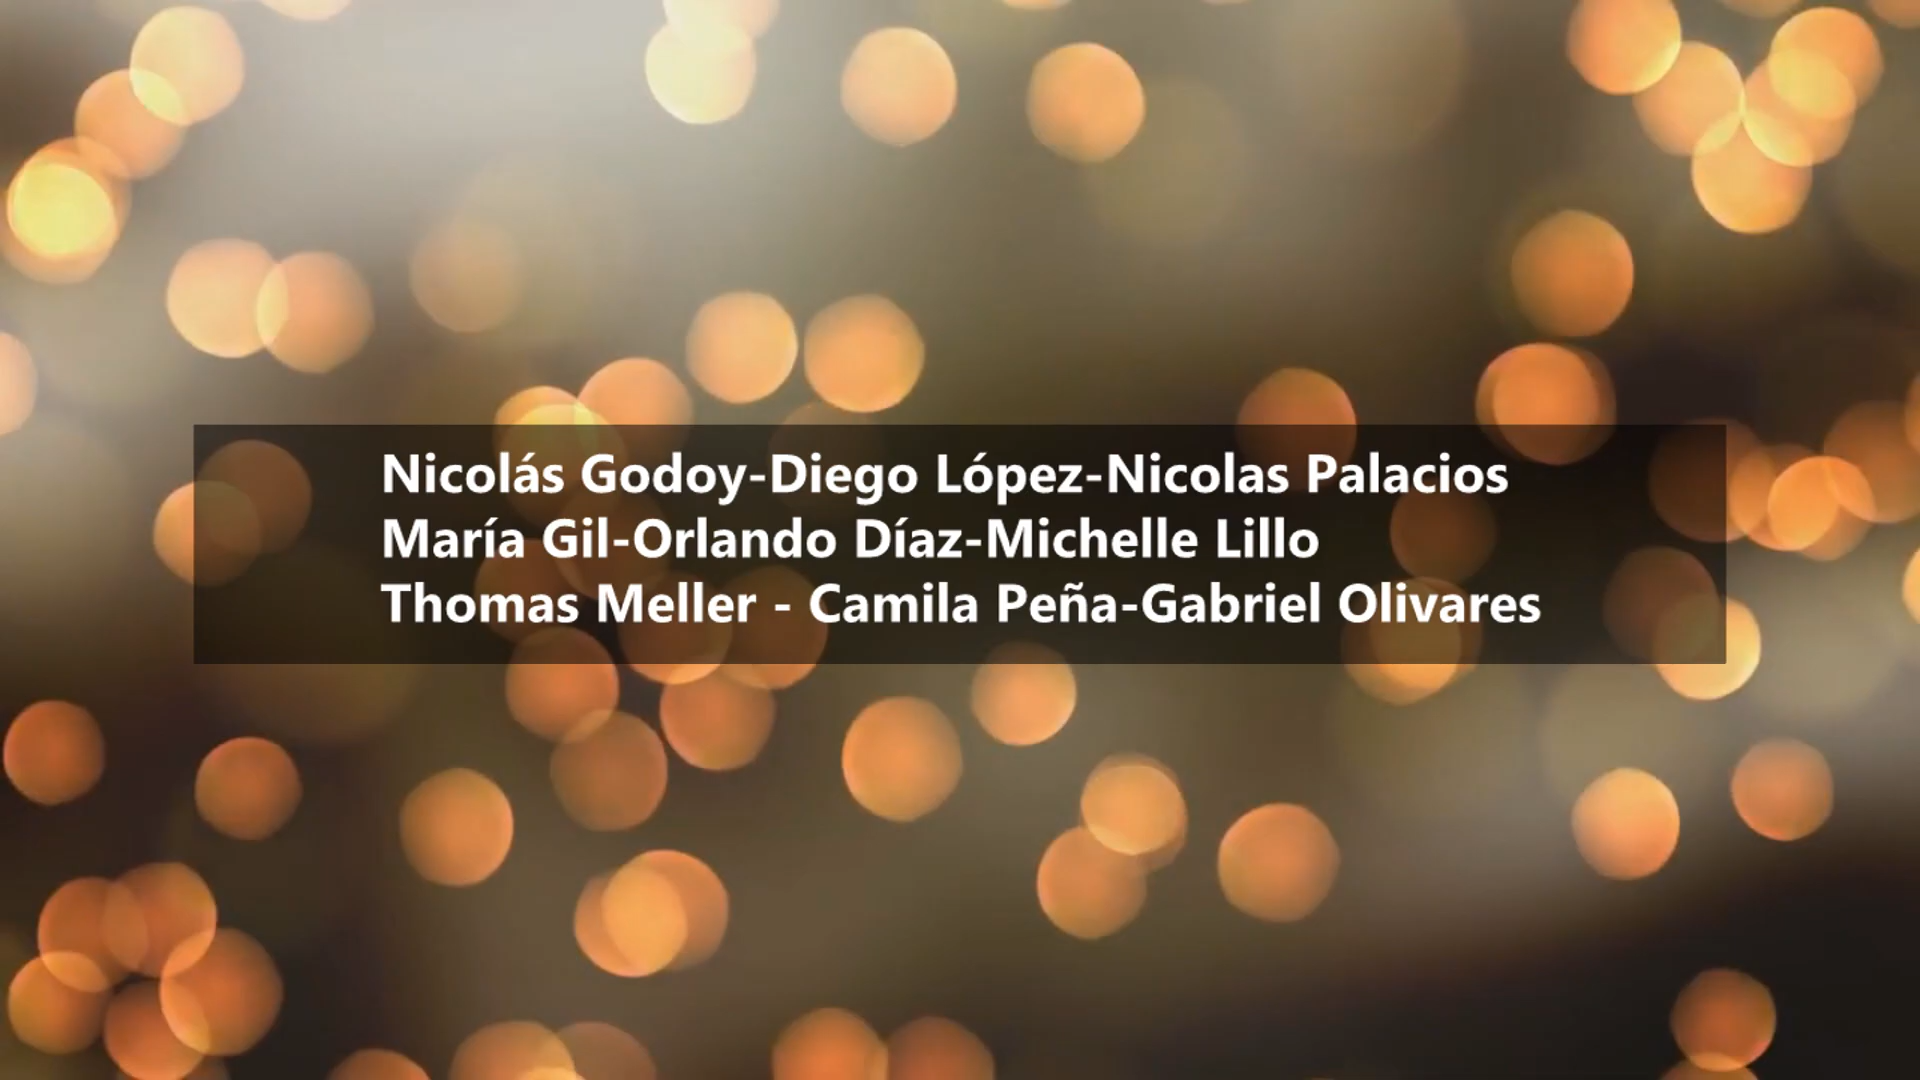 Nicolás Godoy-Diego López-Nicolas Palacios
María Gil-Orlando Díaz-Michelle Lillo
Thomas Meller - Camila Peña-Gabriel Olivares